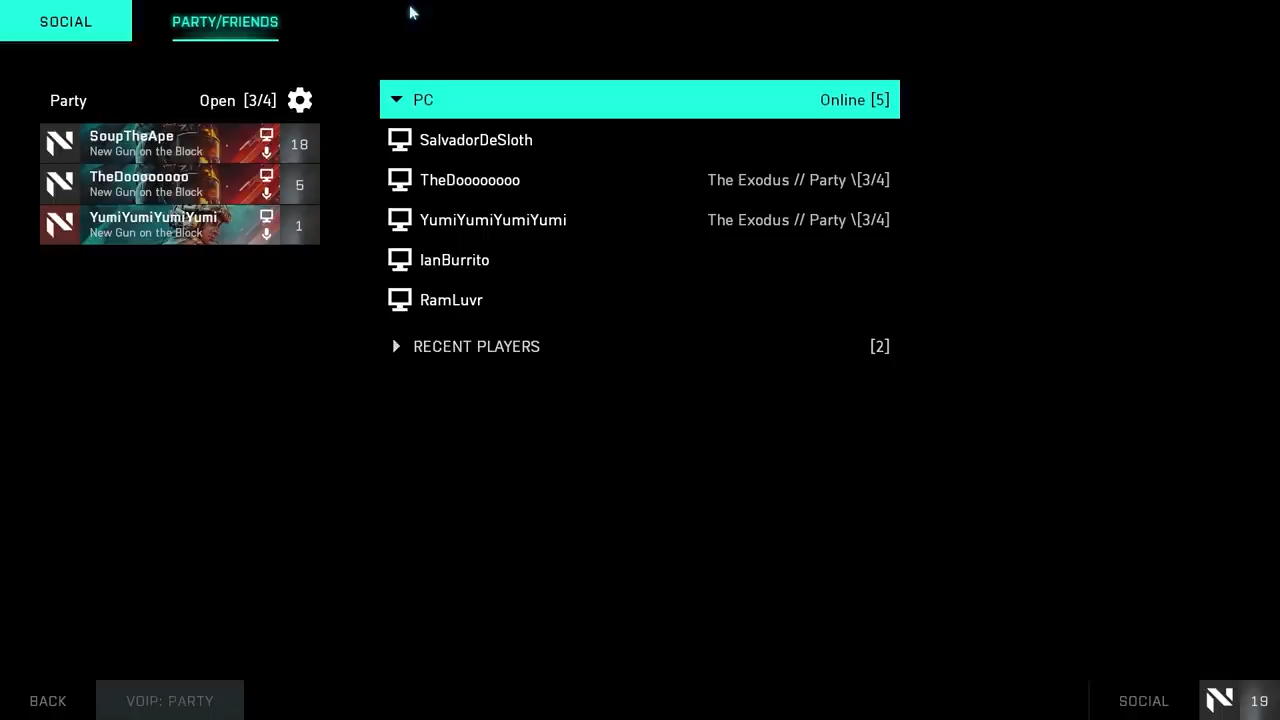 SOCIAL
PARTY/FRIENDS
Party Open [3/4]
SoupTheApe
New Gun on the Block
18
TheDoooooooo
New Gun on the Block
5
YumiYumiYumiYumi
New Gun on the Block
1
PC Online [5]
SalvadorDeSloth
TheDoooooooo The Exodus // Party \[3/4]
YumiYumiYumiYumi The Exodus // Party \[3/4]
IanBurrito
RamLuvr
RECENT PLAYERS [2]
BACK
VOIP: PARTY
SOCIAL
19